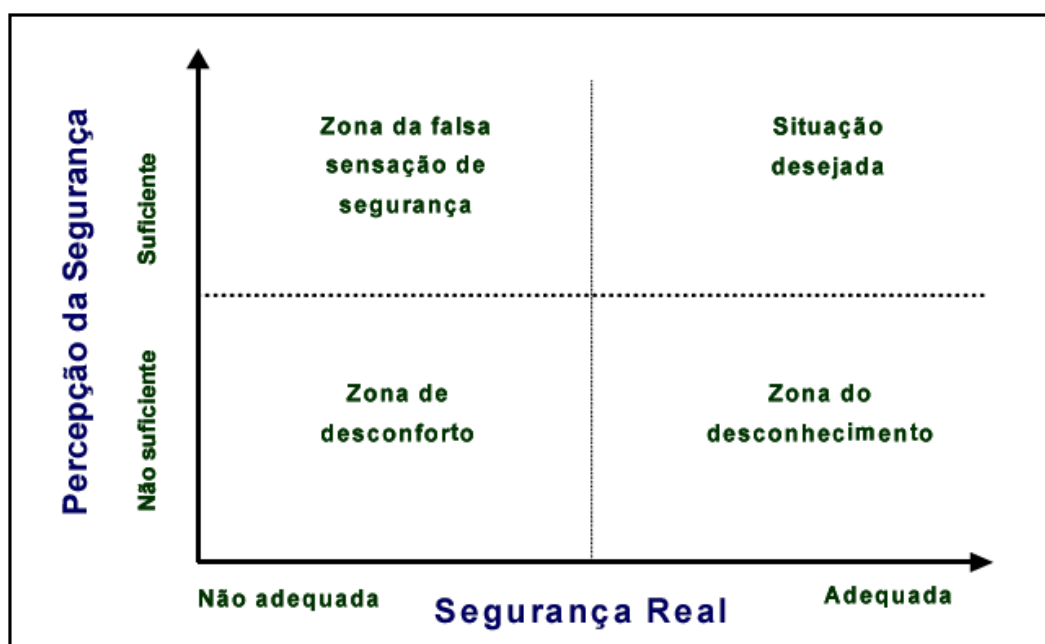 Percepção da Segurança
Suficiente
Não suficiente
Zona da falsa
sensação de
segurança
Situação
desejada
Zona de
desconforto
Zona do
desconhecimento
Não adequada
Segurança Real
Adequada